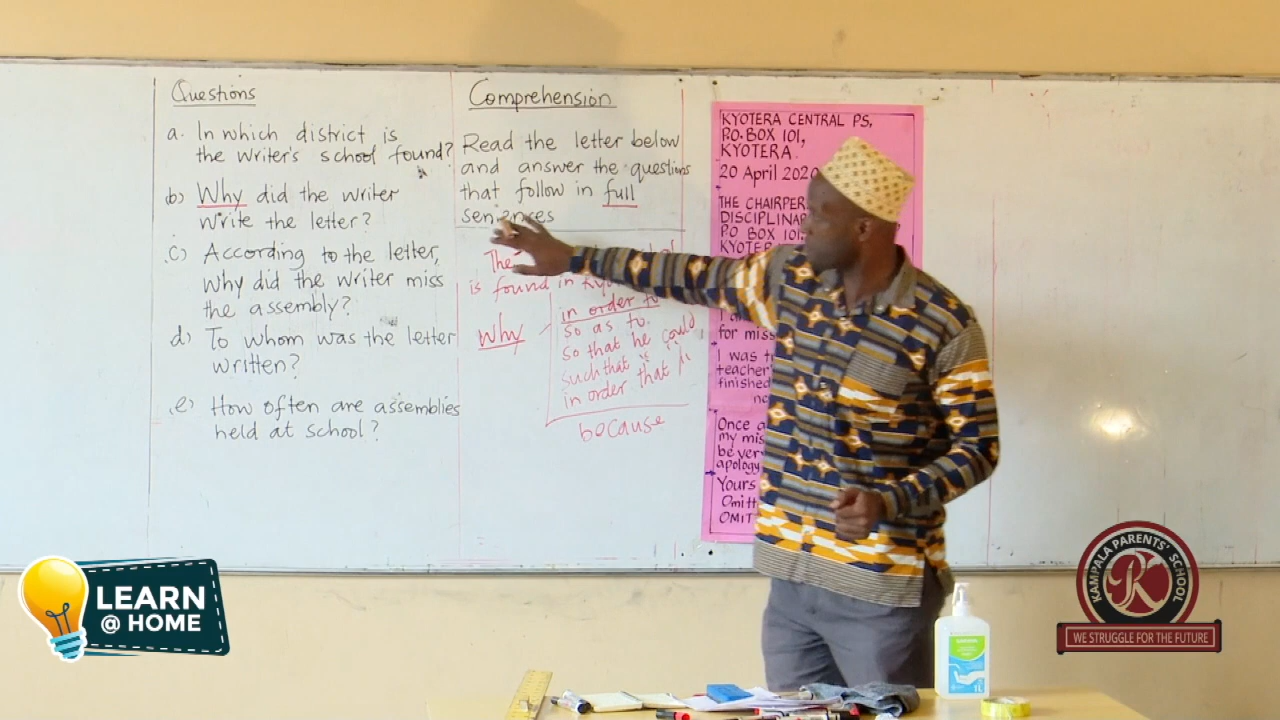 Questions
a. In which district is
the writer's school found?
b) Why did the writer
write the letter?
c) According to the letter,
why did the writer miss
the assembly?
d) To whom was the letter
written?
e) How often are assemblies
held at school?
Comprehension
Read the letter below
and answer the questions
that follow in full
sentences
The
is found in
Why
in order to
so as to.
so that he could
such that
in order that
because
KYOTERA CENTRAL PS,
P.O. BOX 101,
KYOTERA.
20 April 2020
THE CHAIRPER
DISCIPLINA
P.O BOX 101
KYOTE
for miss
I was t
teacher
finished
Once a
my mis
be ver
apology
Yours
Omitt
OMIT
LEARN
@ HOME
KAMPALA PARENTS' SCHOOL
WE STRUGGLE FOR THE FUTURE